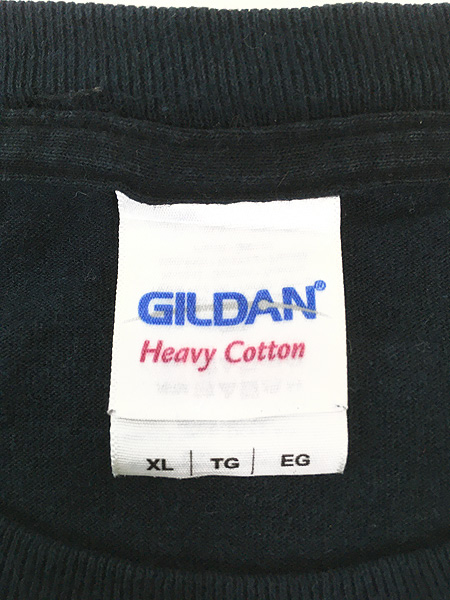 GILDAN®
Heavy Cotton
XL | TG | EG